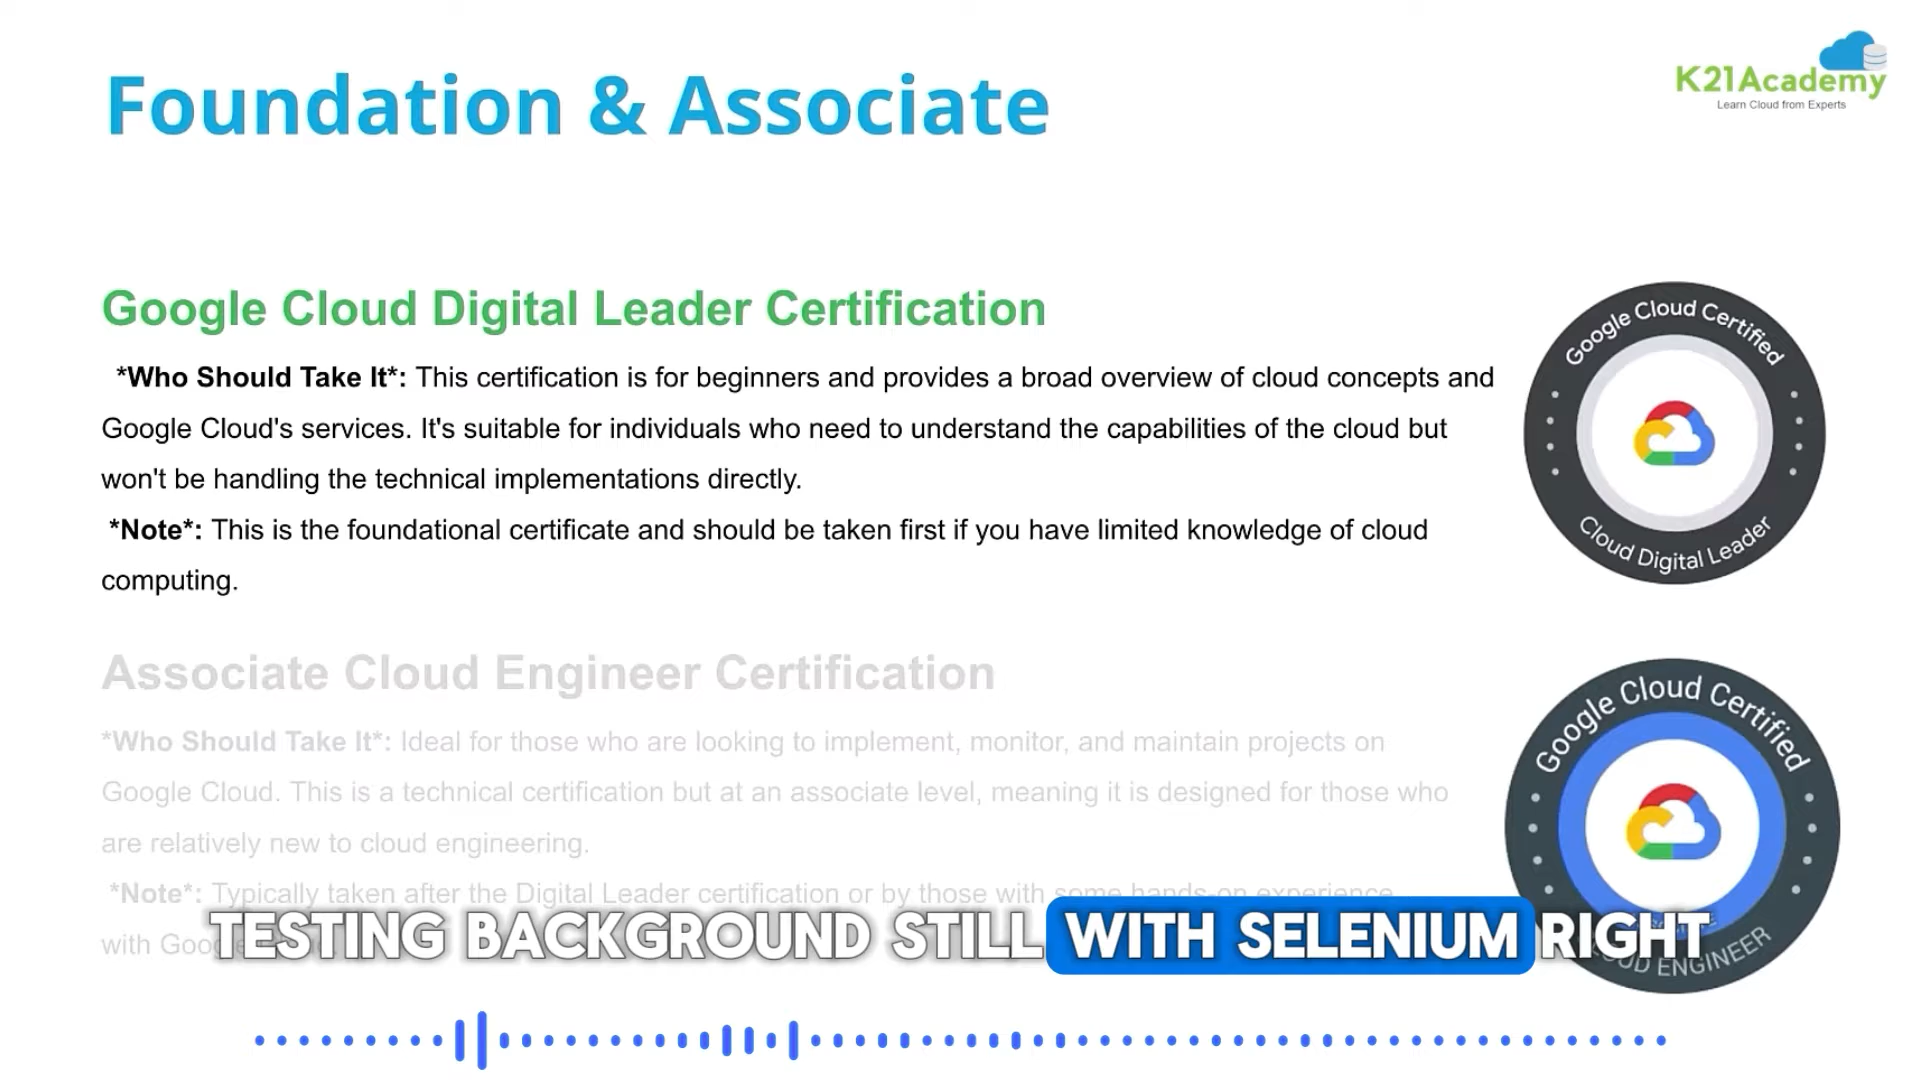 Foundation & Associate
K21Academy
Learn Cloud from Experts
Google Cloud Digital Leader Certification
*Who Should Take It*: This certification is for beginners and provides a broad overview of cloud concepts and
Google Cloud's services. It's suitable for individuals who need to understand the capabilities of the cloud but
won't be handling the technical implementations directly.
*Note*: This is the foundational certificate and should be taken first if you have limited knowledge of cloud
computing.
Google Cloud Certified
Cloud Digital Leader
Associate Cloud Engineer Certification
*Who Should Take It*: Ideal for those who are looking to implement, monitor, and maintain projects on
Google Cloud. This is a technical certification but at an associate level, meaning it is designed for those who
are relatively new to cloud engineering.
*Note*: Typically taken after the Digital Leader certification or by those with some hands-on experience
with
Google Cloud Certified
ENGINEER
TESTING BACKGROUND STILL WITH SELENIUM RIGHT